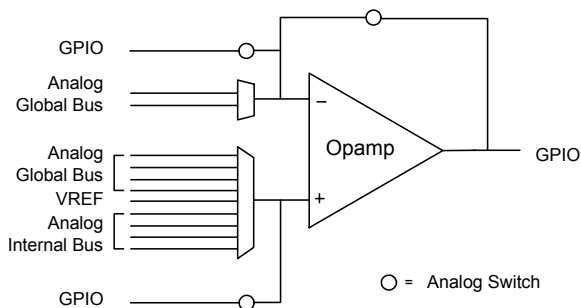 GPIO
Analog
Global Bus
−
Opamp
GPIO
Analog
Global Bus
VREF
+
Analog
Internal Bus
GPIO
= Analog Switch